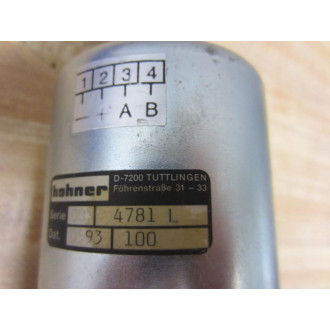 1 2 3 4
- + A B
hohner
D-7200 TUTTLINGEN
Föhrenstraße 31 - 33
Serie 4781 L
Dat. 93 100